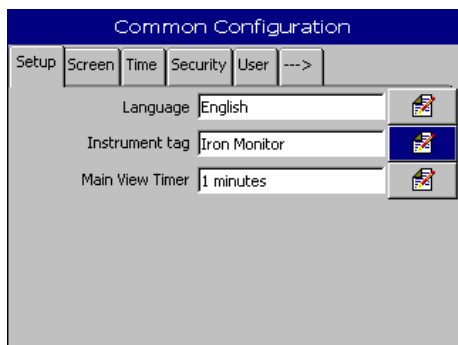 Common Configuration
Setup Screen Time Security User --->
Language English
Instrument tag Iron Monitor
Main View Timer 1 minutes